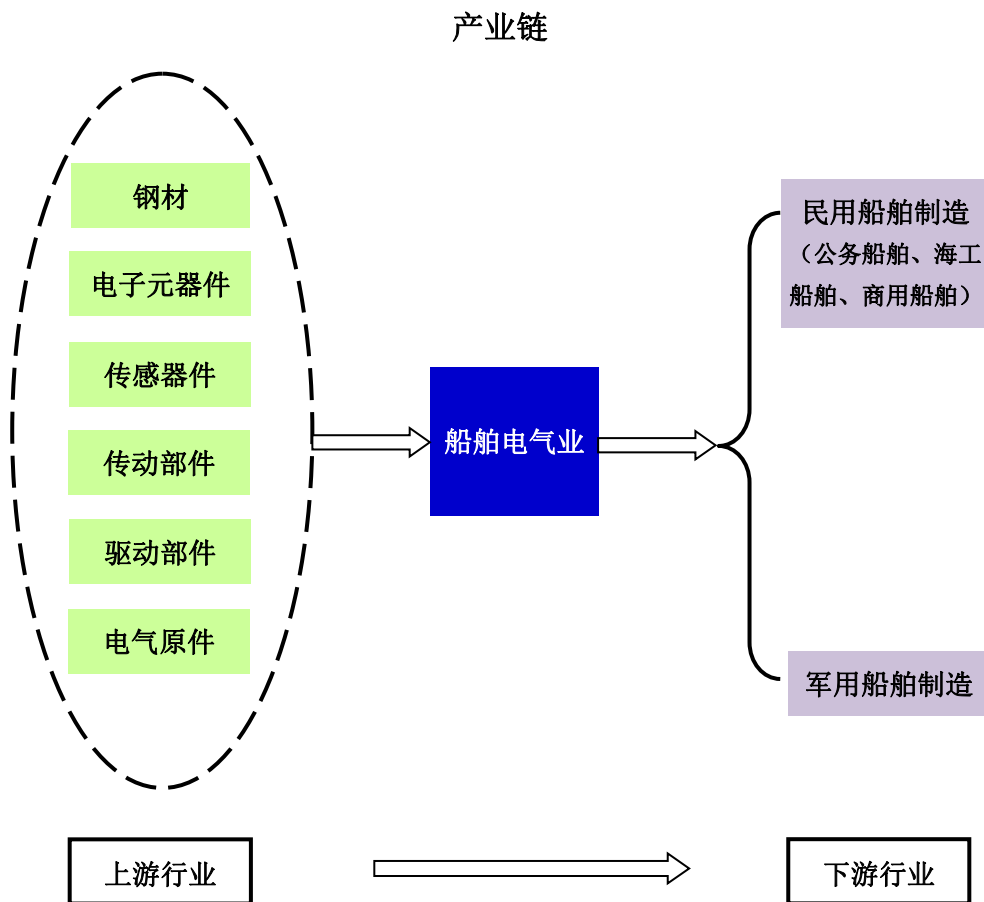 产业链
钢材
电子元器件
传感器件
传动部件
驱动部件
电气原件
船舶电气业
民用船舶制造
（公务船舶、海工
船舶、商用船舶）
军用船舶制造
上游行业
下游行业